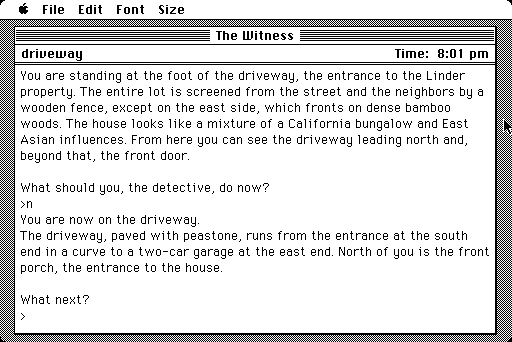 File Edit Font Size
The Witness
driveway Time: 8:01 pm
You are standing at the foot of the driveway, the entrance to the Linder
property. The entire lot is screened from the street and the neighbors by a
wooden fence, except on the east side, which fronts on dense bamboo
woods. The house looks like a mixture of a California bungalow and East
Asian influences. From here you can see the driveway leading north and,
beyond that, the front door.
What should you, the detective, do now?
>n
You are now on the driveway.
The driveway, paved with peastone, runs from the entrance at the south
end in a curve to a two-car garage at the east end. North of you is the front
porch, the entrance to the house.
What next?
>